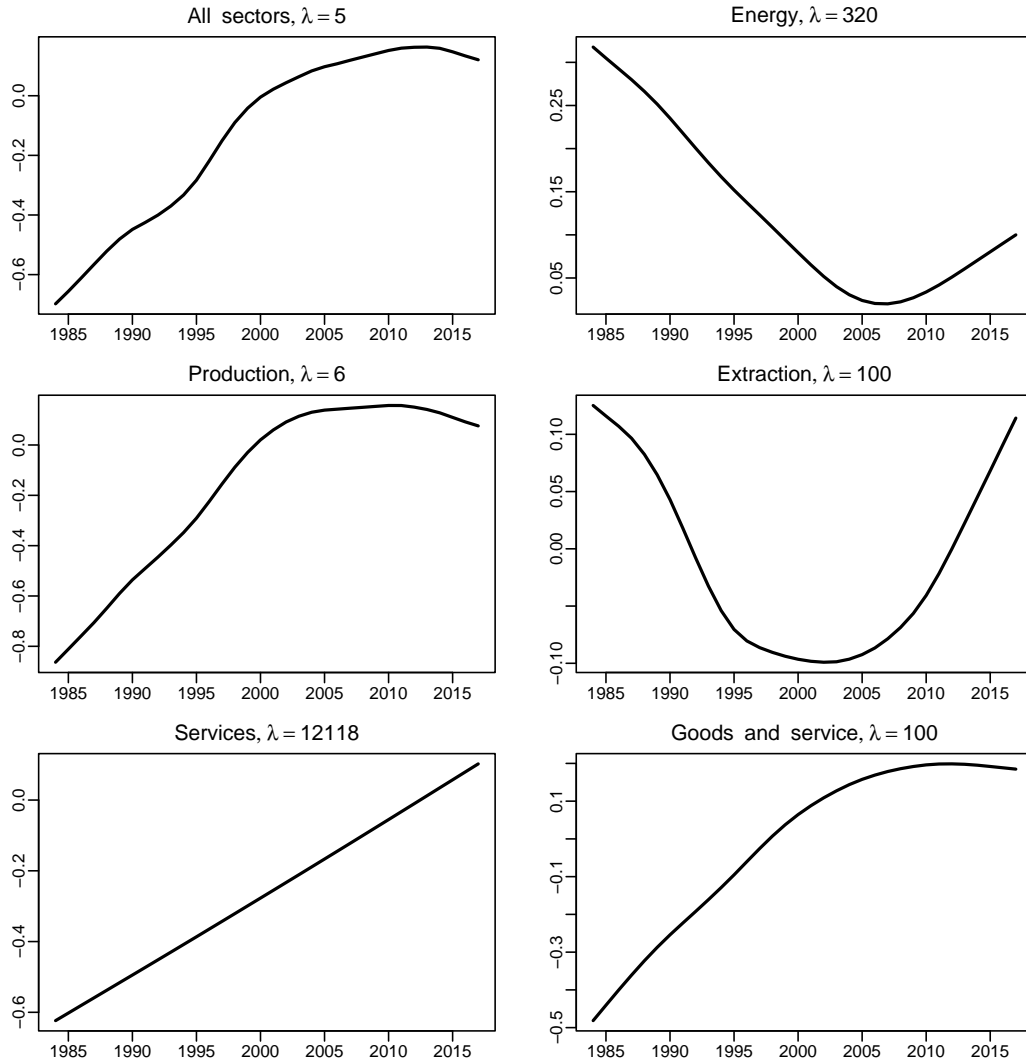 All sectors, λ = 5
0.0
−0.2
−0.4
−0.6
1985 1990 1995 2000 2005 2010 2015
Energy, λ = 320
0.25
0.15
0.05
1985 1990 1995 2000 2005 2010 2015
Production, λ = 6
0.0
−0.2
−0.4
−0.6
−0.8
1985 1990 1995 2000 2005 2010 2015
Extraction, λ = 100
0.10
0.05
0.00
−0.10
1985 1990 1995 2000 2005 2010 2015
Services, λ = 12118
0.0
−0.2
−0.4
−0.6
1985 1990 1995 2000 2005 2010 2015
Goods and service, λ = 100
0.1
−0.1
−0.3
−0.5
1985 1990 1995 2000 2005 2010 2015